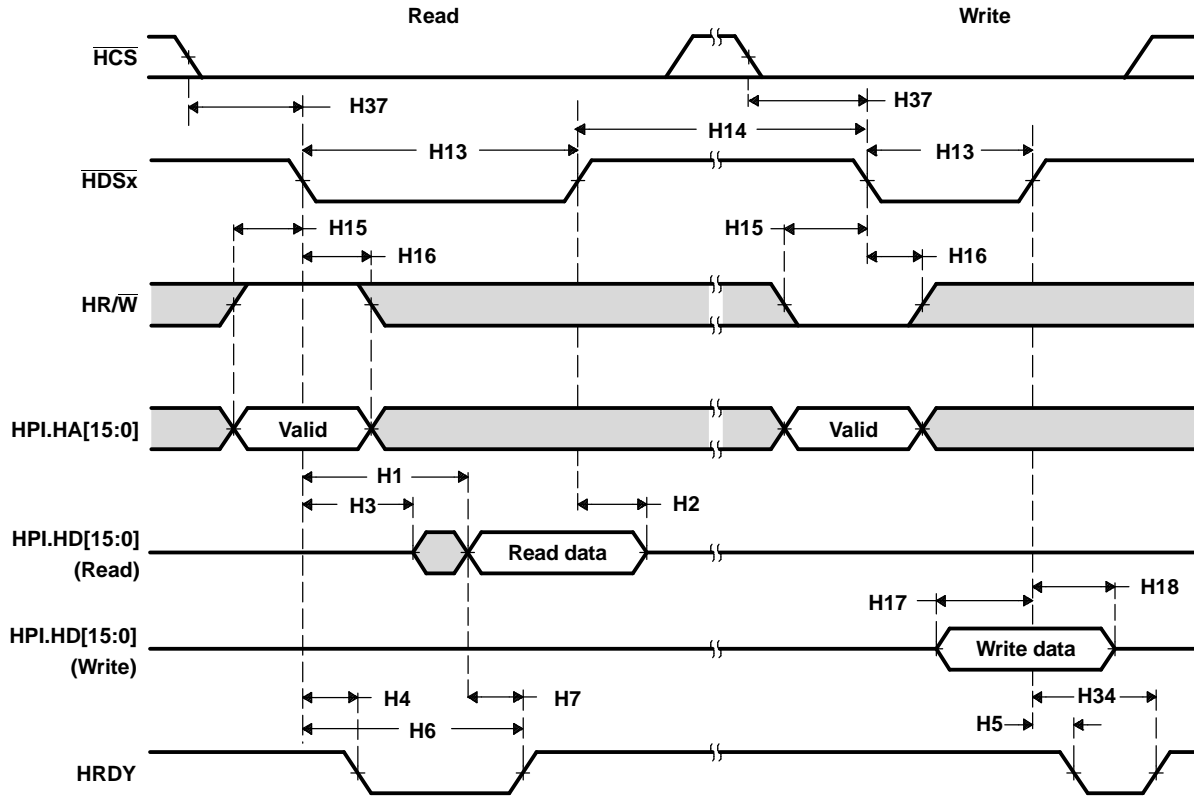 Read Write
HCS
H37 H37
H14
H13 H13
HDSx
H15 H15
H16 H16
HR/W
HPI.HA[15:0] Valid Valid
H1
H3 H2
HPI.HD[15:0]
(Read) Read data
H17 H18
HPI.HD[15:0]
(Write) Write data
H4 H7 H34
H6 H5
HRDY